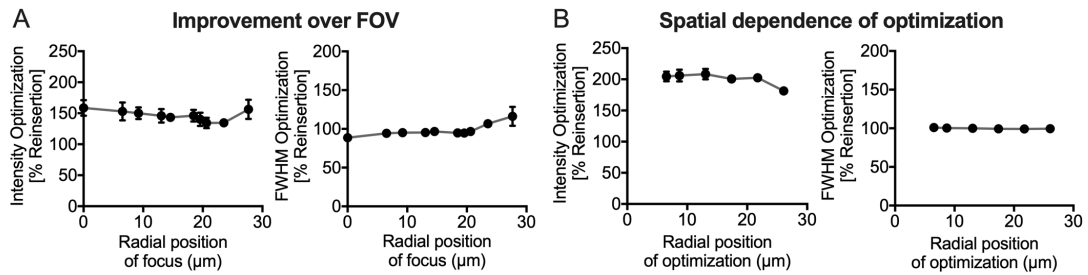 A
Improvement over FOV
Intensity Optimization
[% Reinsertion]
250
200
150
100
50
0
0
10
20
30
Radial position
of focus (µm)
FWHM Optimization
[% Reinsertion]
200
150
100
50
0
0
10
20
30
Radial position
of focus (µm)
B
Spatial dependence of optimization
Intensity Optimization
[% Reinsertion]
250
200
150
100
50
0
0
10
20
30
Radial position
of optimization (µm)
FWHM Optimization
[% Reinsertion]
200
150
100
50
0
0
10
20
30
Radial position
of optimization (µm)